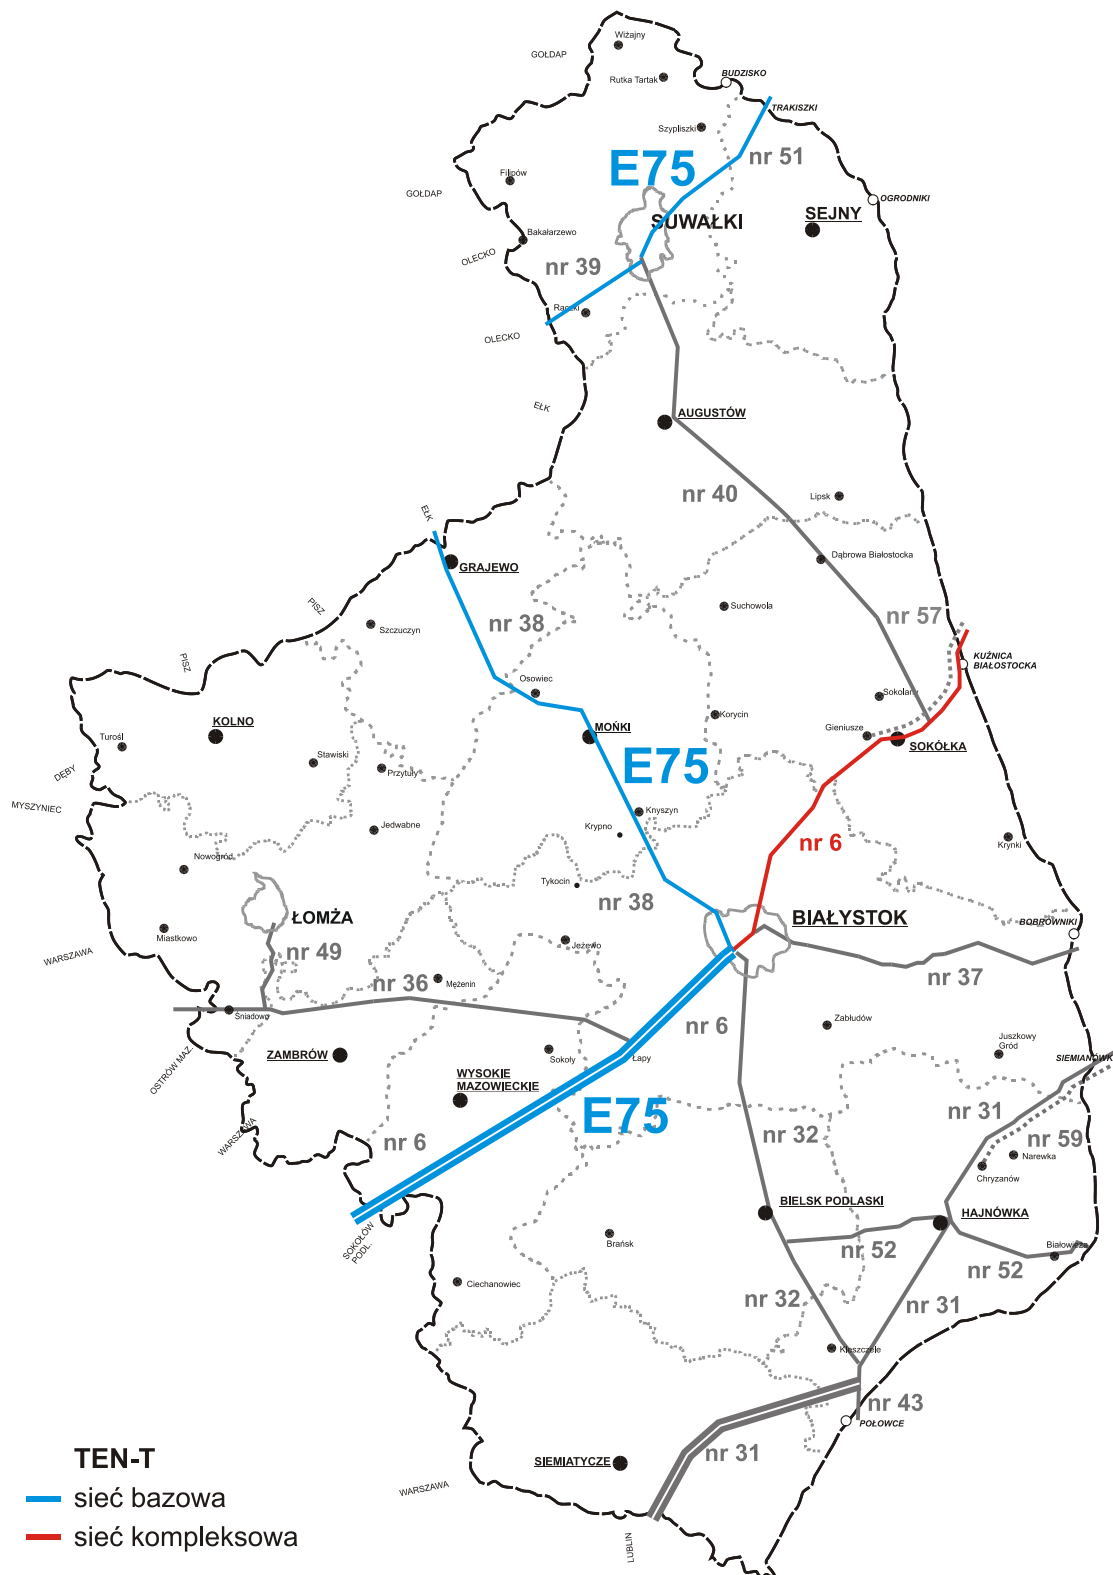 Wiżajny
GOŁDAP
BUDZISKO
Rutka Tartak
TRAKISZKI
Szypliszki
nr 51
E75
Filipów
GOŁDAP
OGRODNIKI
SEJNY
SUWAŁKI
Bakałarzewo
OLECKO
nr 39
Raczki
OLECKO
EŁK
AUGUSTÓW
nr 40
Lipsk
EŁK
Dąbrowa Białostocka
GRAJEWO
PISZ
Suchowola
nr 57
Szczuczyn
nr 38
KUŹNICA
BIAŁOSTOCKA
PISZ
Osowiec
Sokolany
KOLNO
Korycin
MOŃKI
Gieniusze
Turośl
SOKÓŁKA
Stawiski
E75
DĘBY
Przytuły
MYSZYNIEC
Knyszyn
Jedwabne
Krypno
nr 6
Krynki
Nowogród
Tykocin
nr 38
ŁOMŻA
BIAŁYSTOK
BOBROWNIKI
Miastkowo
Jeżewo
WARSZAWA
nr 49
nr 37
Mężenin
nr 36
Śniadowo
nr 6
Zabłudów
Juszkowy
Gród
ZAMBRÓW
Sokoły
Łapy
SIEMIANÓWKA
OSTRÓW MAZ.
WYSOKIE
MAZOWIECKIE
E75
nr 31
WARSZAWA
nr 6
nr 32
nr 59
Narewka
Chryzanów
BIELSK PODLASKI
HAJNÓWKA
SOKOŁÓW
PODL.
Brańsk
nr 52
Białowieża
nr 52
Ciechanowiec
nr 32
nr 31
Kleszczele
nr 43
POŁOWCE
nr 31
SIEMIATYCZE
WARSZAWA
LUBLIN
TEN-T
sieć bazowa
sieć kompleksowa